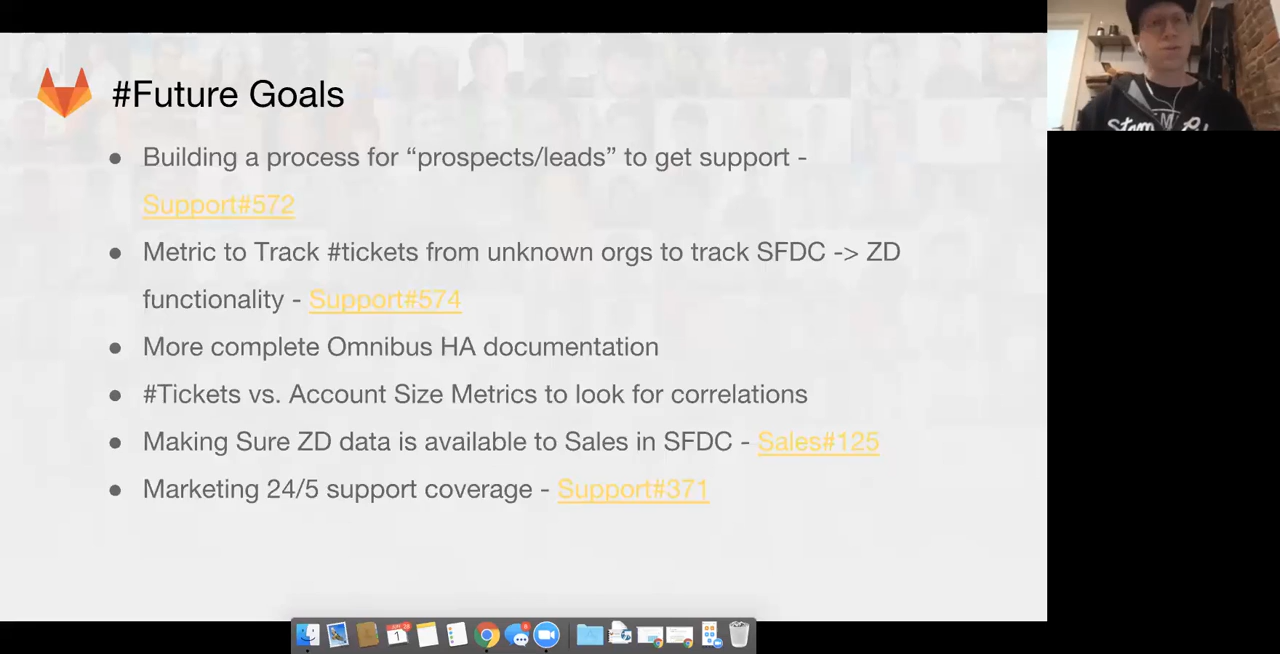 #Future Goals
● Building a process for “prospects/leads” to get support -
Support#572
● Metric to Track #tickets from unknown orgs to track SFDC -> ZD
functionality - Support#574
● More complete Omnibus HA documentation
● #Tickets vs. Account Size Metrics to look for correlations
● Making Sure ZD data is available to Sales in SFDC - Sales#125
● Marketing 24/5 support coverage - Support#371
1